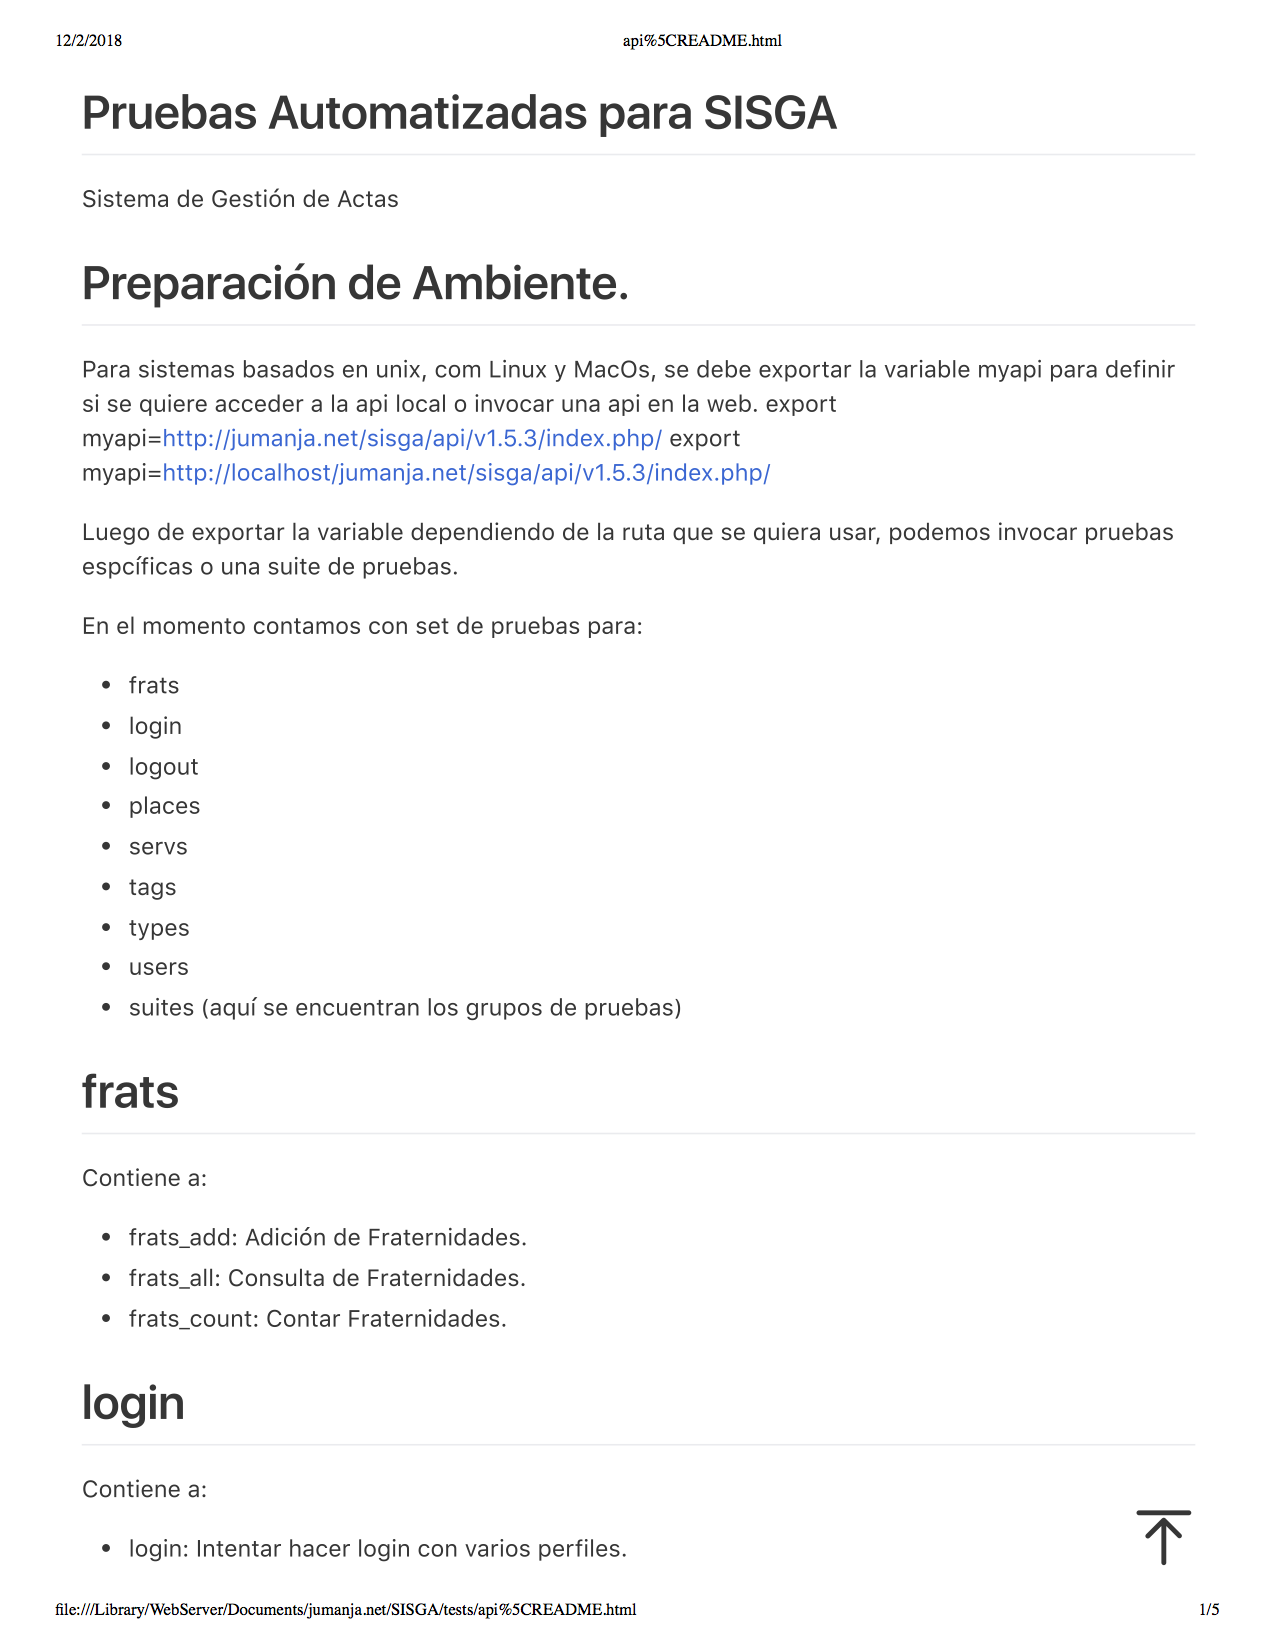 12/2/2018 api%5CREADME.html
Pruebas Automatizadas para SISGA
Sistema de Gestión de Actas
Preparación de Ambiente.
Para sistemas basados en unix, com Linux y MacOs, se debe exportar la variable myapi para definir
si se quiere acceder a la api local o invocar una api en la web. export
myapi=http://jumanja.net/sisga/api/v1.5.3/index.php/ export
myapi=http://localhost/jumanja.net/sisga/api/v1.5.3/index.php/
Luego de exportar la variable dependiendo de la ruta que se quiera usar, podemos invocar pruebas
espcíficas o una suite de pruebas.
En el momento contamos con set de pruebas para:
• frats
• login
• logout
• places
• servs
• tags
• types
• users
• suites (aquí se encuentran los grupos de pruebas)
frats
Contiene a:
• frats_add: Adición de Fraternidades.
• frats_all: Consulta de Fraternidades.
• frats_count: Contar Fraternidades.
login
Contiene a:
• login: Intentar hacer login con varios perfiles.
file:///Library/WebServer/Documents/jumanja.net/SISGA/tests/api%5CREADME.html 1/5